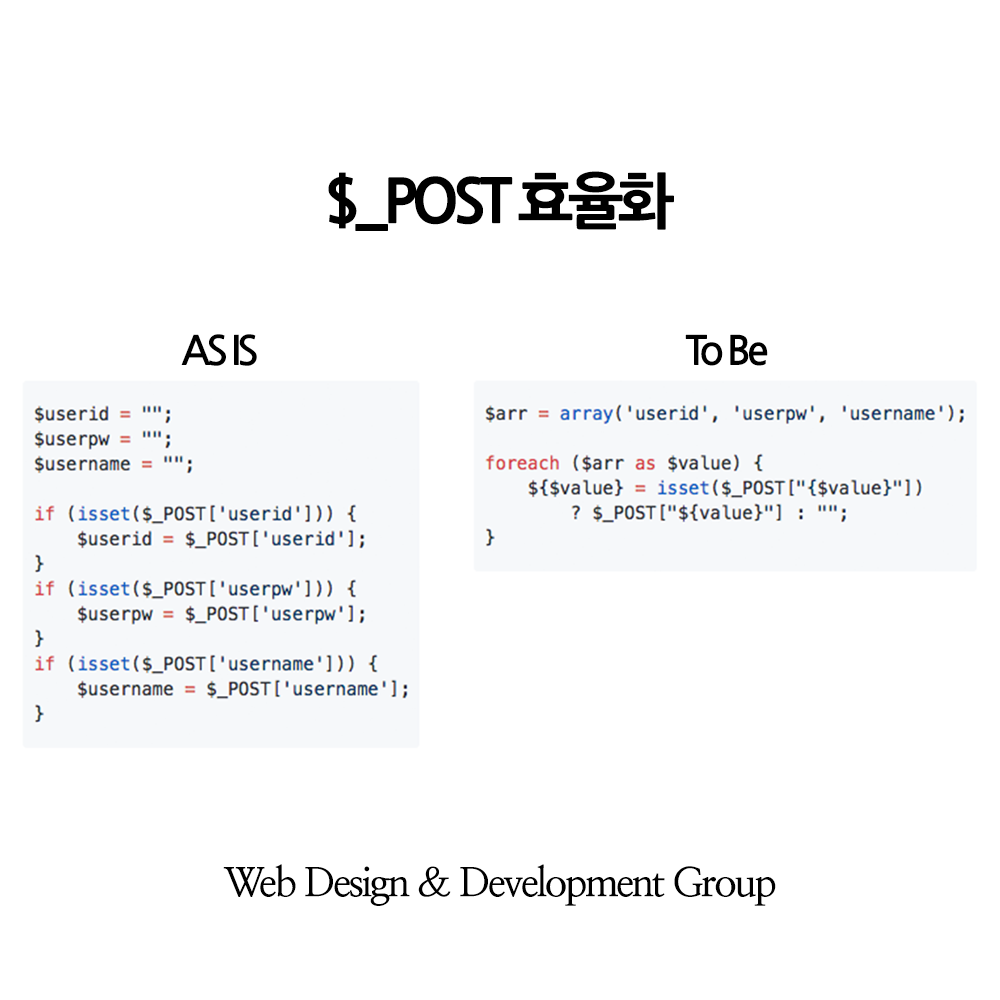 $_POST 효율화
AS IS
$userid = "";
$userpw = "";
$username = "";
if (isset($_POST['userid'])) {
    $userid = $_POST['userid'];
}
if (isset($_POST['userpw'])) {
    $userpw = $_POST['userpw'];
}
if (isset($_POST['username'])) {
    $username = $_POST['username'];
}
To Be
$arr = array('userid', 'userpw', 'username');
foreach ($arr as $value) {
    ${$value} = isset($_POST["{$value}"])
        ? $_POST["${value}"] : "";
}
Web Design & Development Group